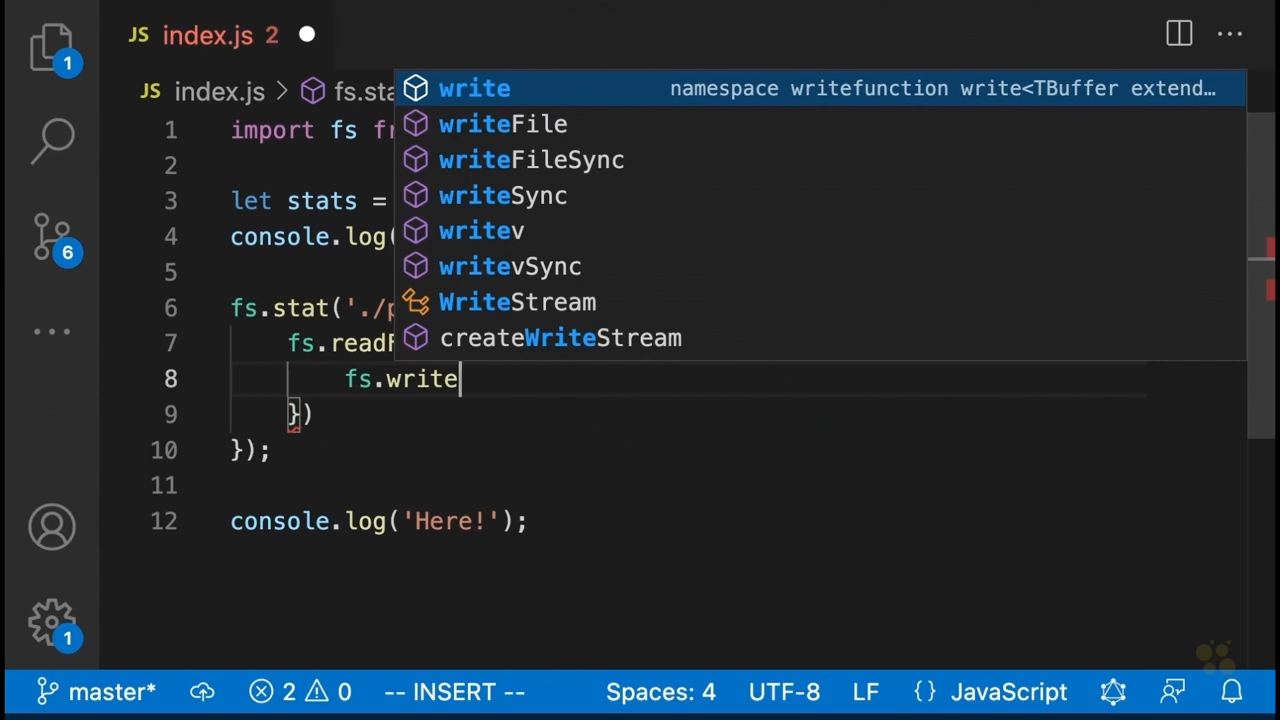 JS index.js 2
1
JS index.js > fs.sta
write namespace writefunction write<TBuffer extend…
writeFile
writeFileSync
writeSync
writev
writevSync
WriteStream
createWriteStream
1 import fs fr
2
3 let stats =
4 console.log(
5
6 fs.stat('./p
7 fs.readF
8 fs.write
9 })
10 });
11
12 console.log('Here!');
6
1
master* 2 0 -- INSERT -- Spaces: 4 UTF-8 LF {} JavaScript